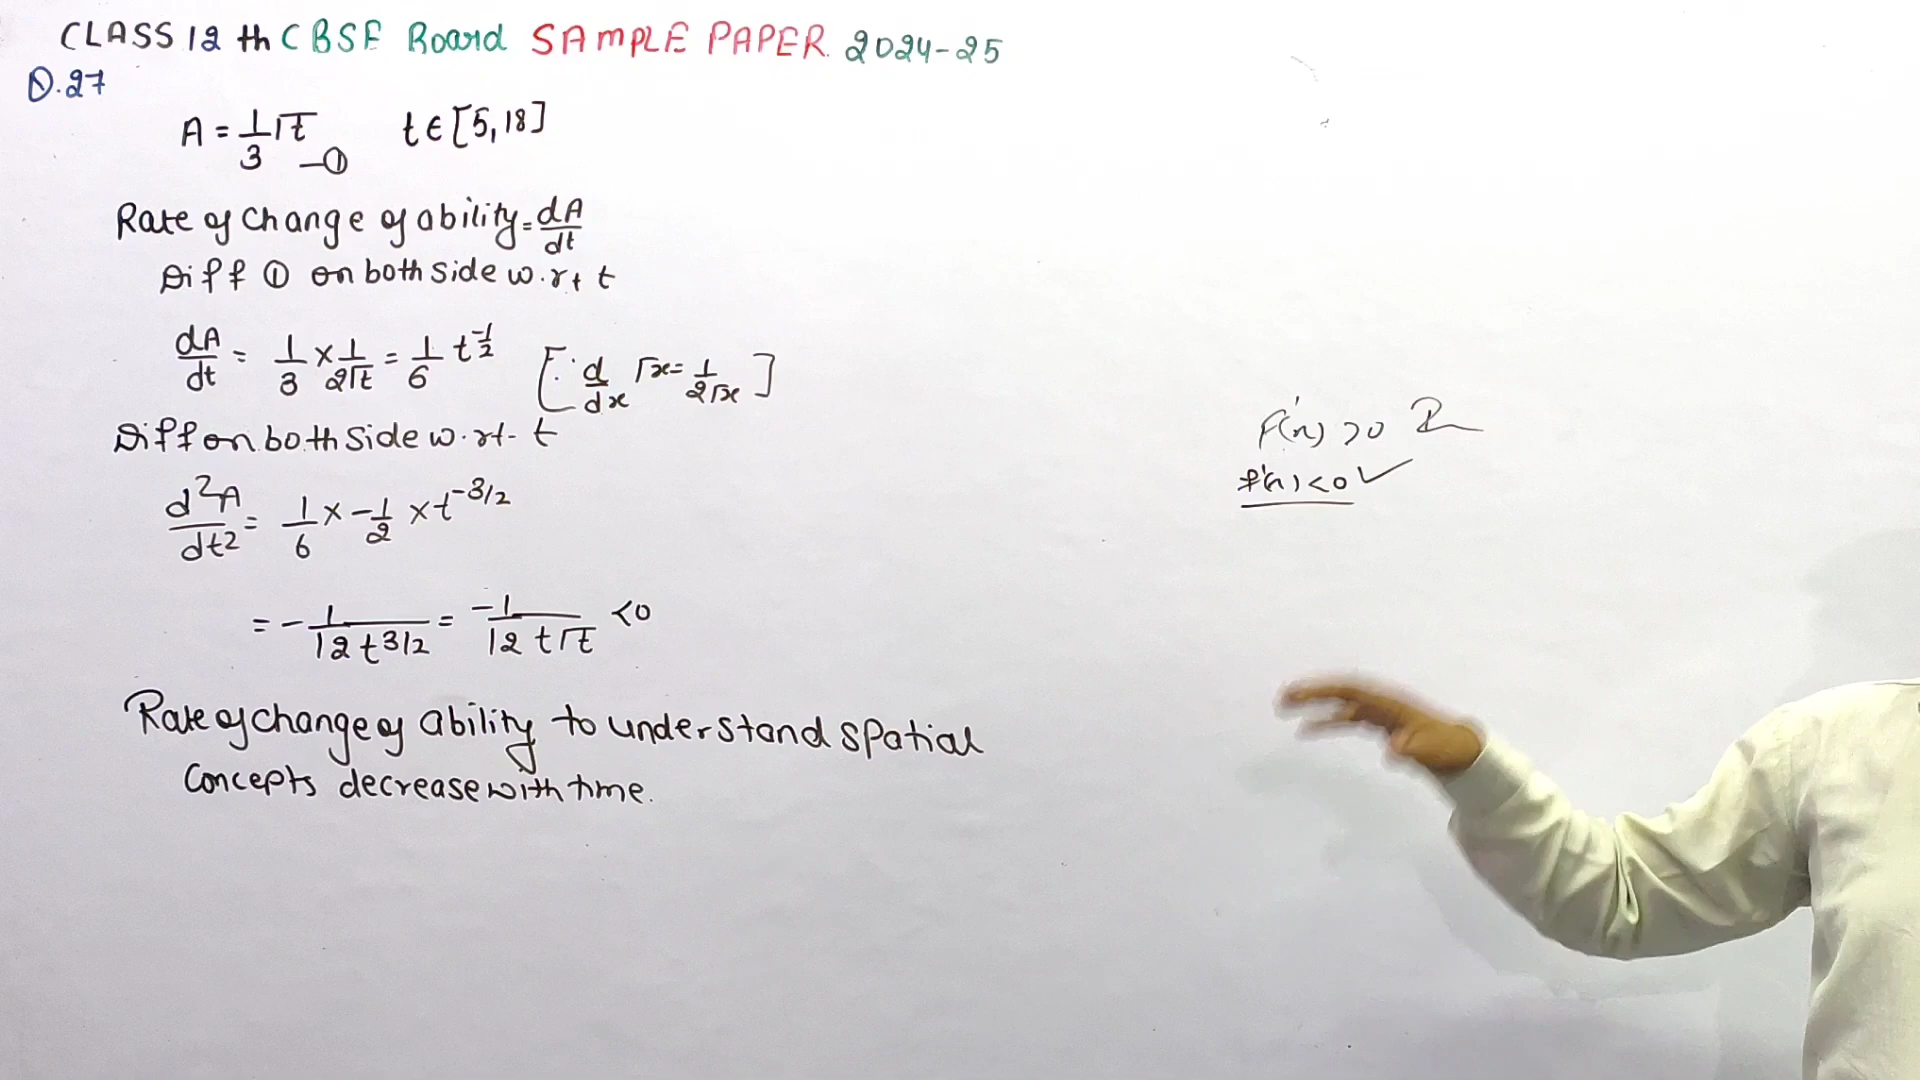 CLASS 12 th CBSE Board SAMPLE PAPER. 2024-25
Q.27
A = 1/3 √t —① t ∈ [5,18]
Rate of change of ability = dA/dt
Diff ① on both side w.r.t t
dA/dt = 1/3 × 1/2√t = 1/6 t^-1/2 [∵ d/dx √x = 1/2√x]
Diff on both side w.r.t- t
d²A/dt² = 1/6 × -1/2 × t^-3/2
= - 1/12 t^3/2 = -1/12 t√t <0
Rate of change of ability to understand spatial
concepts decrease with time.
f'(x) >0
f'(x) <0 ✓